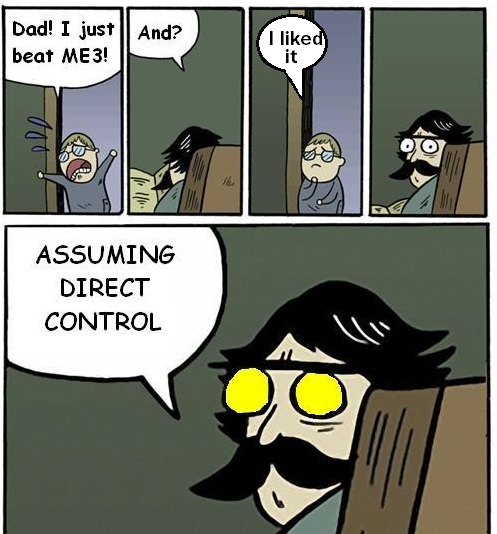 Dad! I just
beat ME3!
And?
I liked
it
ASSUMING
DIRECT
CONTROL